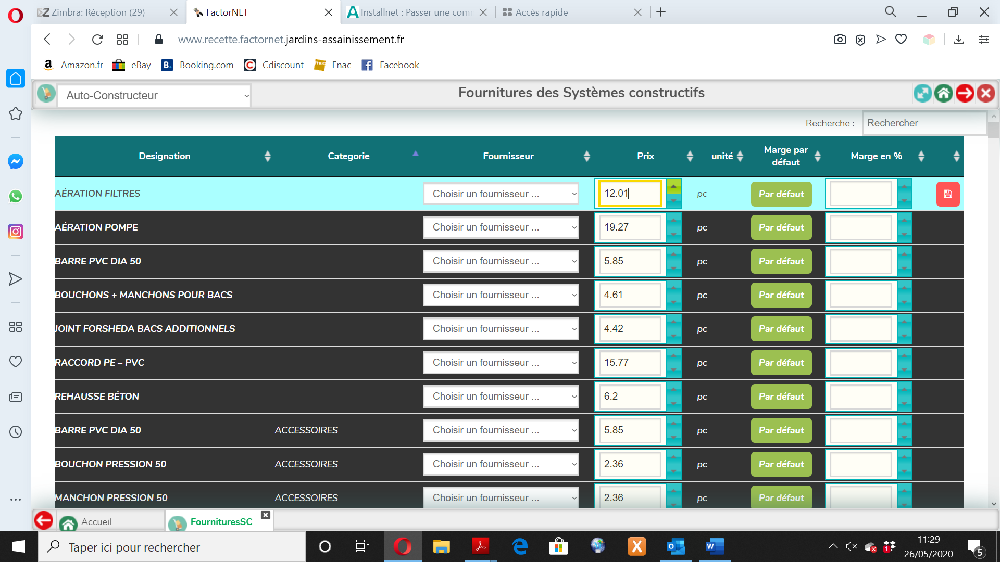 Zimbra: Réception (29)
FactorNET
Installnet : Passer une com
Accès rapide
www.recette.factornet.jardins-assainissement.fr
Amazon.fr
eBay
Booking.com
Cdiscount
Fnac
Facebook
Auto-Constructeur
Fournitures des Systèmes constructifs
Recherche :
Rechercher
Designation Categorie Fournisseur Prix unité Marge par défaut Marge en %
AÉRATION FILTRES Choisir un fournisseur ... 12.01 pc Par défaut
AÉRATION POMPE Choisir un fournisseur ... 19.27 pc Par défaut
BARRE PVC DIA 50 Choisir un fournisseur ... 5.85 pc Par défaut
BOUCHONS + MANCHONS POUR BACS Choisir un fournisseur ... 4.61 pc Par défaut
JOINT FORSHEDA BACS ADDITIONNELS Choisir un fournisseur ... 4.42 pc Par défaut
RACCORD PE – PVC Choisir un fournisseur ... 15.77 pc Par défaut
REHAUSSE BÉTON Choisir un fournisseur ... 6.2 pc Par défaut
BARRE PVC DIA 50 ACCESSOIRES Choisir un fournisseur ... 5.85 pc Par défaut
BOUCHON PRESSION 50 ACCESSOIRES Choisir un fournisseur ... 2.36 pc Par défaut
MANCHON PRESSION 50 ACCESSOIRES Choisir un fournisseur ... 2.36 pc Par défaut
Accueil
FournituresSC
Taper ici pour rechercher
11:29
26/05/2020
5
1